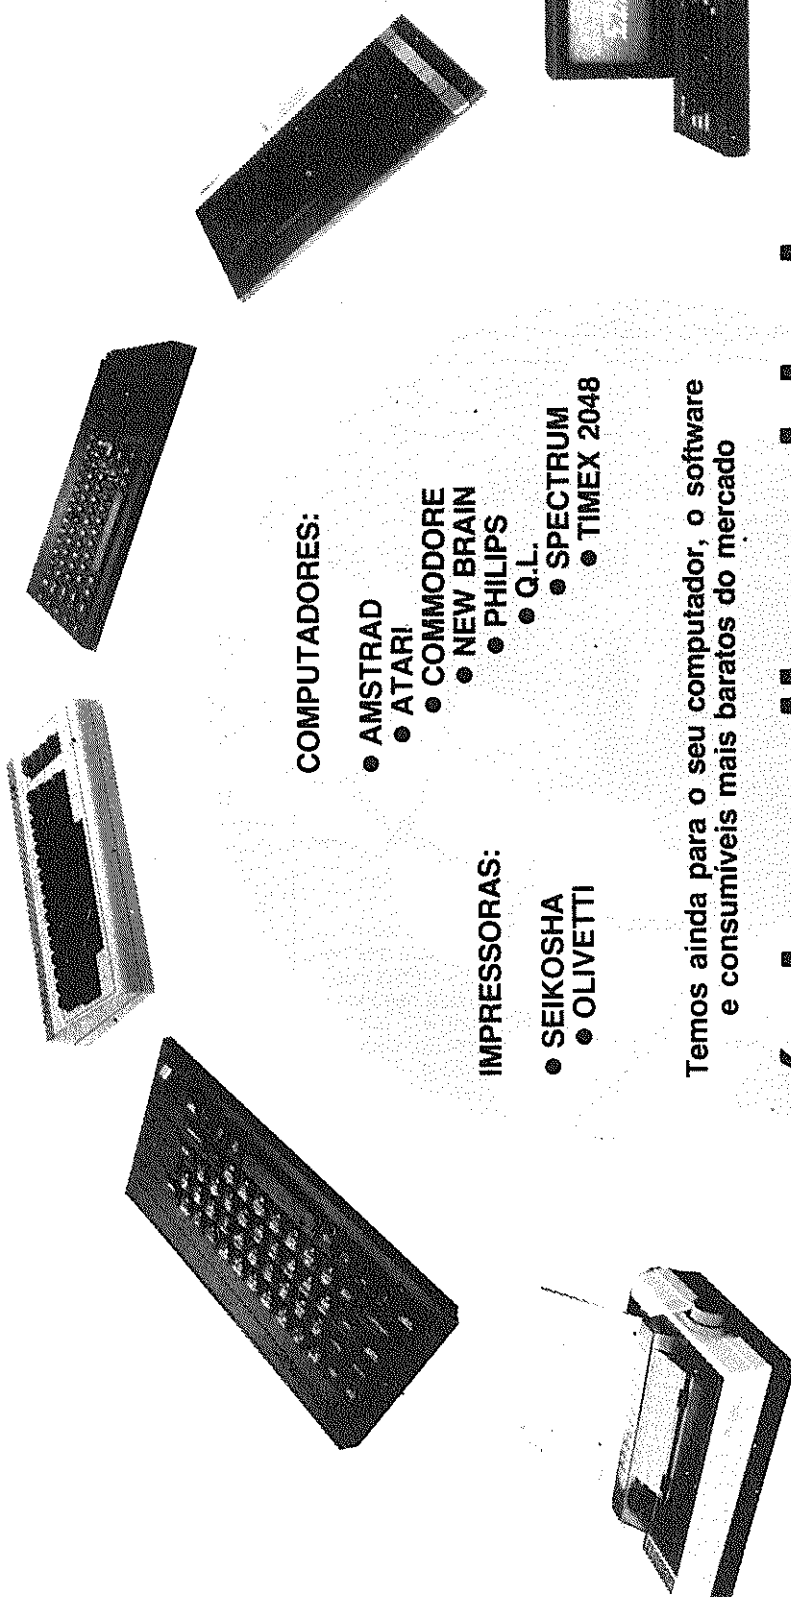 COMPUTADORES:
● AMSTRAD
● ATARI
● COMMODORE
● NEW BRAIN
● PHILIPS
● Q.L.
● SPECTRUM
● TIMEX 2048
IMPRESSORAS:
● SEIKOSHA
● OLIVETTI
Temos ainda para o seu computador, o software
e consumíveis mais baratos do mercado